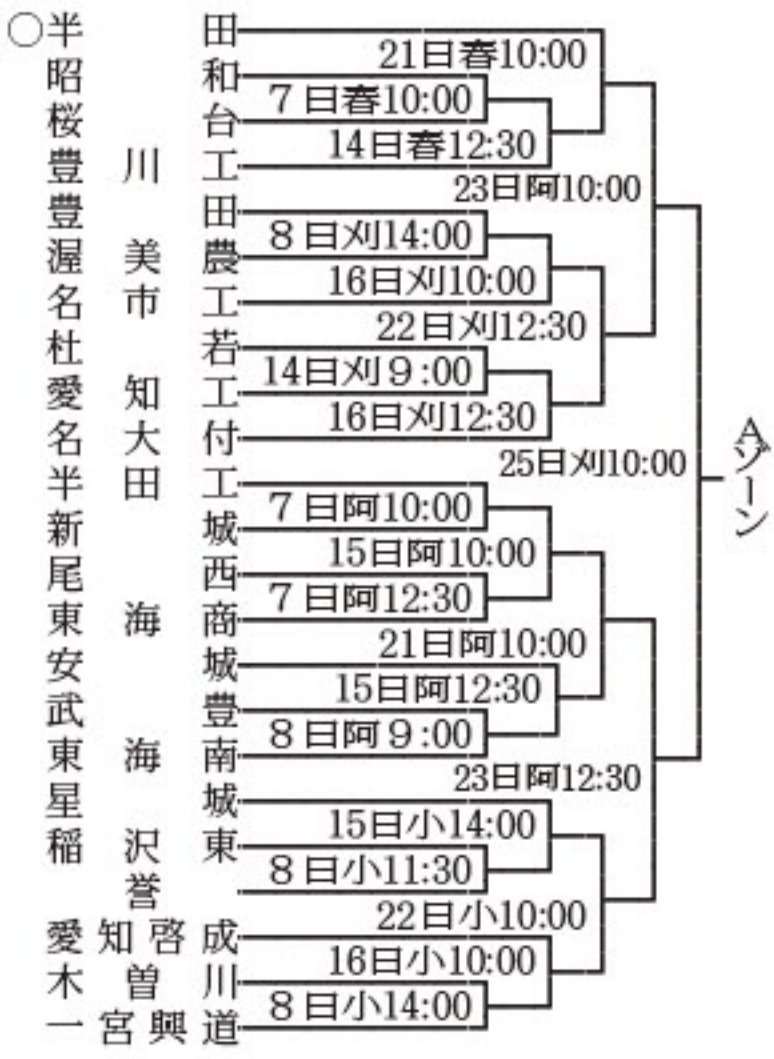 ○半田
21日春10:00
昭和
7日春10:00
桜台
14日春12:30
豊川工
23日阿10:00
豊田
8日刈14:00
渥美農
16日刈10:00
名市工
22日刈12:30
杜若
14日刈9:00
愛知工
16日刈12:30
名大付
25日刈10:00
Aゾーン
半田工
7日阿10:00
新城
15日阿10:00
尾西
7日阿12:30
東海商
21日阿10:00
安城
15日阿12:30
武豊
8日阿9:00
東海南
23日阿12:30
星城
15日小14:00
稲沢東
8日小11:30
誉
22日小10:00
愛知啓成
16日小10:00
木曽川
8日小14:00
一宮興道